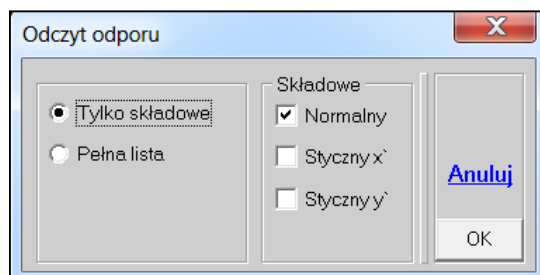 Odczyt odporu
Tylko składowe
Pełna lista
Składowe
Normalny
Styczny x`
Styczny y`
Anuluj
OK